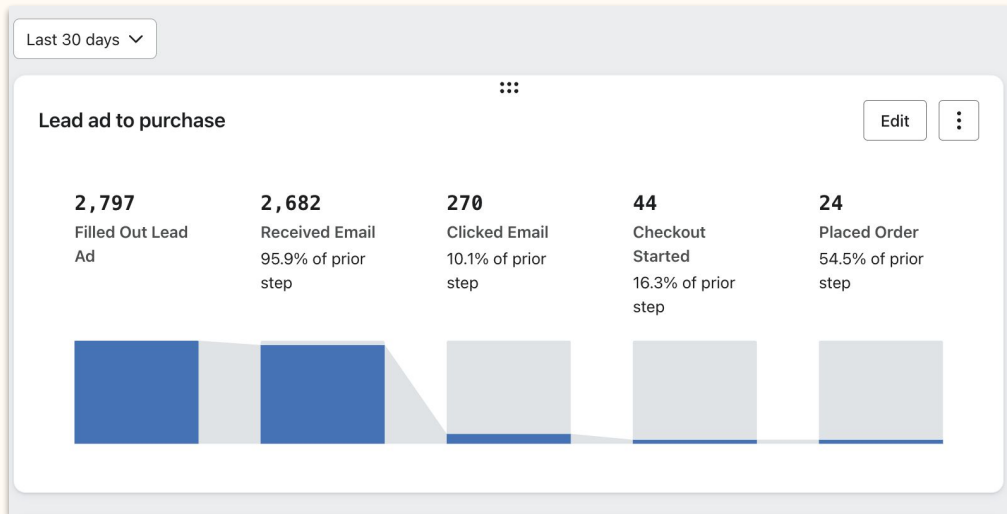 Last 30 days
Lead ad to purchase
Edit
2,797
Filled Out Lead
Ad
2,682
Received Email
95.9% of prior
step
270
Clicked Email
10.1% of prior
step
44
Checkout
Started
16.3% of prior
step
24
Placed Order
54.5% of prior
step